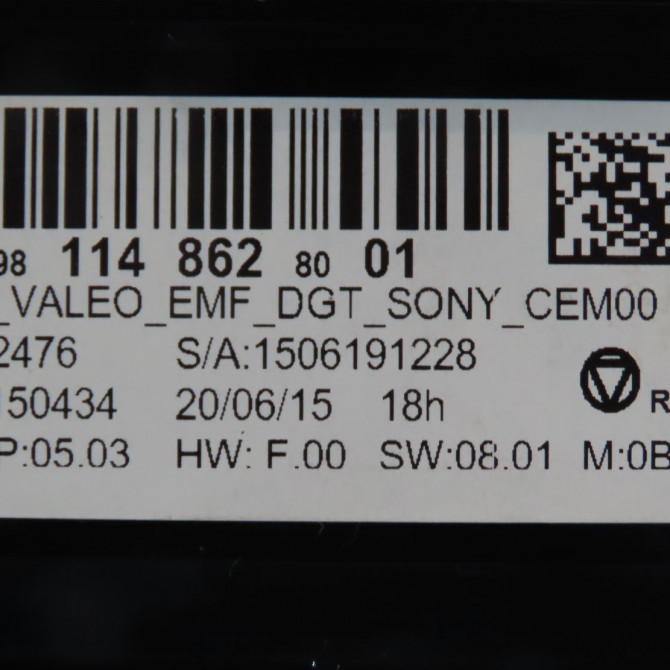 98 114 862 80 01
_VALEO_EMF_DGT_SONY_CEM00
2476 S/A:1506191228
150434 20/06/15 18h
R
P:05.03 HW: F.00 SW:08.01 M:0B